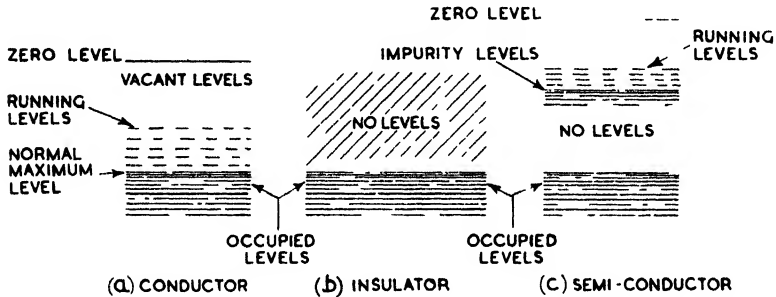 ZERO LEVEL
VACANT LEVELS
RUNNING
LEVELS
NORMAL
MAXIMUM
LEVEL
OCCUPIED
LEVELS
(a) CONDUCTOR
NO LEVELS
(b) INSULATOR
ZERO LEVEL
IMPURITY LEVELS
RUNNING
LEVELS
NO LEVELS
OCCUPIED
LEVELS
(c) SEMI-CONDUCTOR